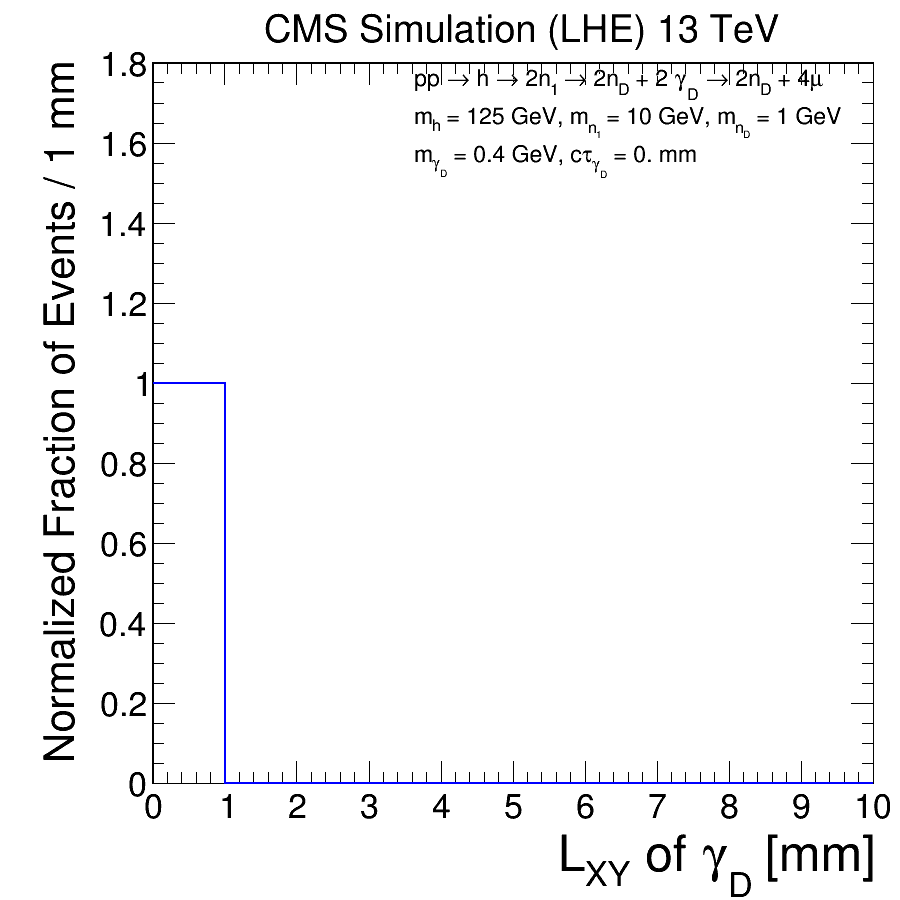 CMS Simulation (LHE) 13 TeV
pp → h → 2n₁ → 2n_D + 2 γ_D → 2n_D + 4μ
m_h = 125 GeV, m_n₁ = 10 GeV, m_n_D = 1 GeV
m_γ_D = 0.4 GeV, cτ_γ_D = 0. mm
Normalized Fraction of Events / 1 mm
1.8
1.6
1.4
1.2
1
0.8
0.6
0.4
0.2
0
0 1 2 3 4 5 6 7 8 9 10
L_XY of γ_D [mm]